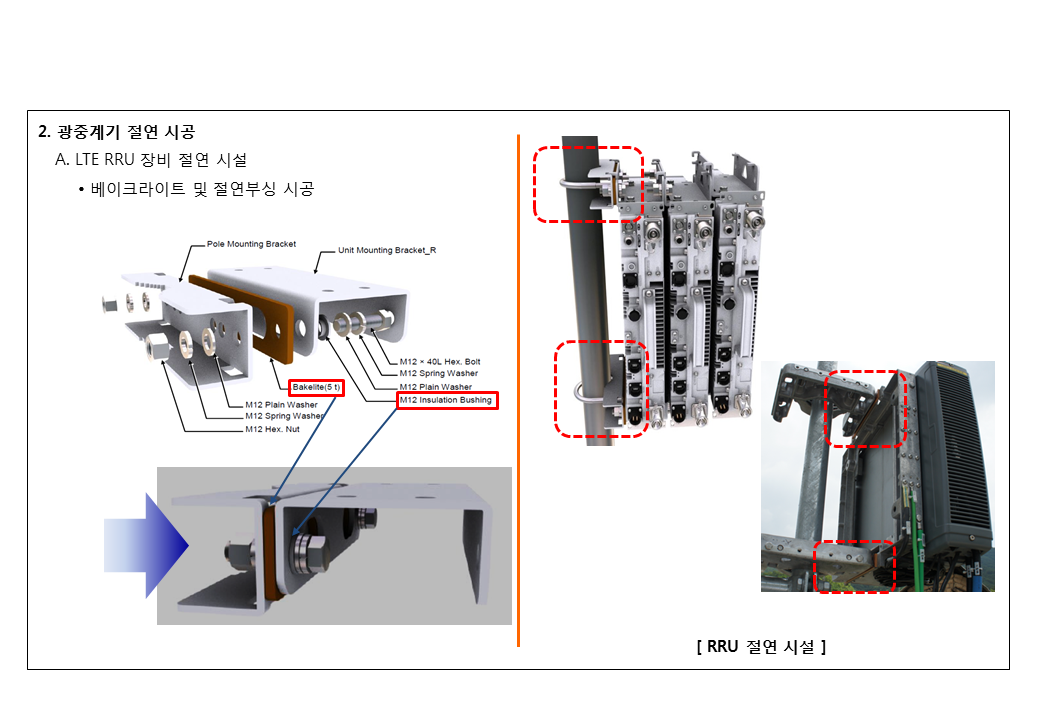 2. 광중계기 절연 시공
A. LTE RRU 장비 절연 시설
• 베이크라이트 및 절연부싱 시공
Pole Mounting Bracket
Unit Mounting Bracket_R
M12 × 40L Hex. Bolt
M12 Spring Washer
M12 Plain Washer
M12 Insulation Bushing
Bakelite(5 t)
M12 Plain Washer
M12 Spring Washer
M12 Hex. Nut
[ RRU 절연 시설 ]